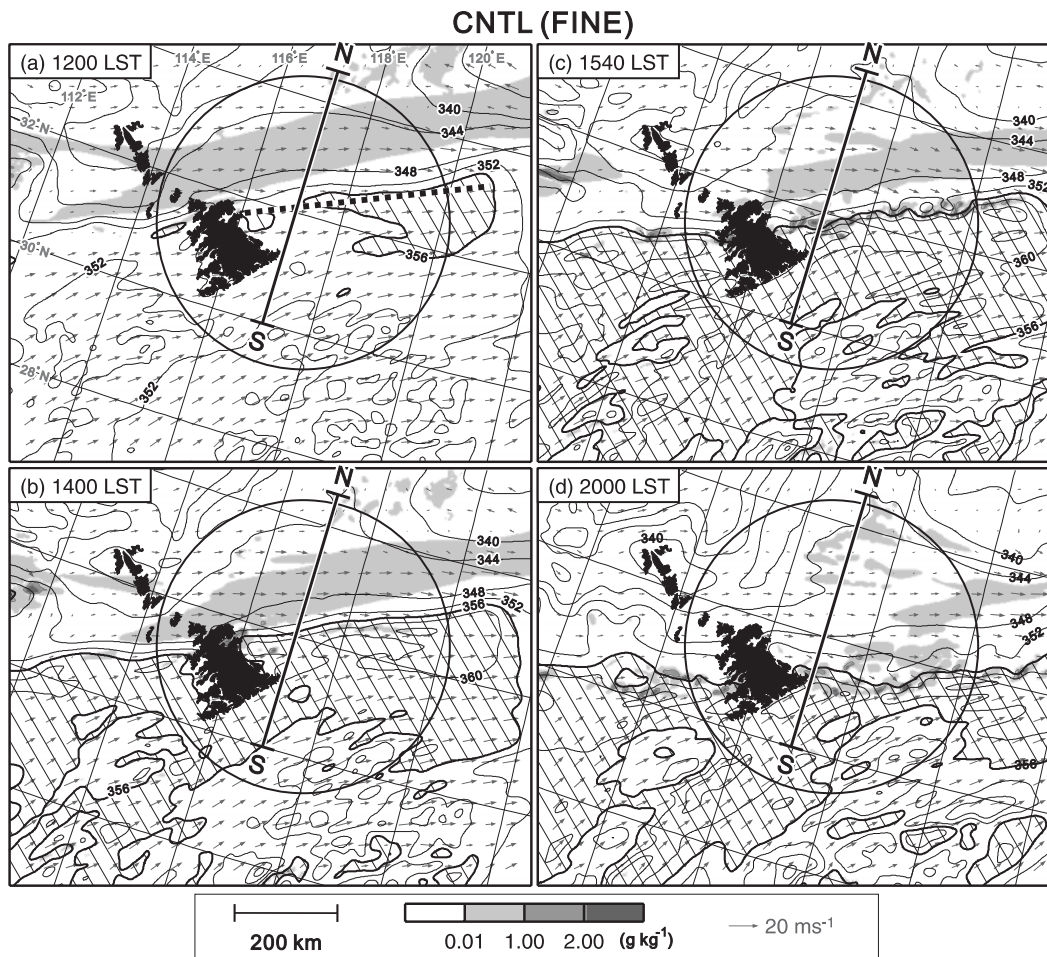 CNTL (FINE)
(a) 1200 LST
114°E
116°E
N
118°E
120°E
112°E
32°N
340
344
348
352
30°N
352
356
S
28°N
352
(c) 1540 LST
N
340
344
348
352
360
356
S
(b) 1400 LST
N
340
344
348
356
352
360
S
356
(d) 2000 LST
N
340
340
344
348
352
S
356
200 km
0.01 1.00 2.00 (g kg⁻¹)
20 ms⁻¹